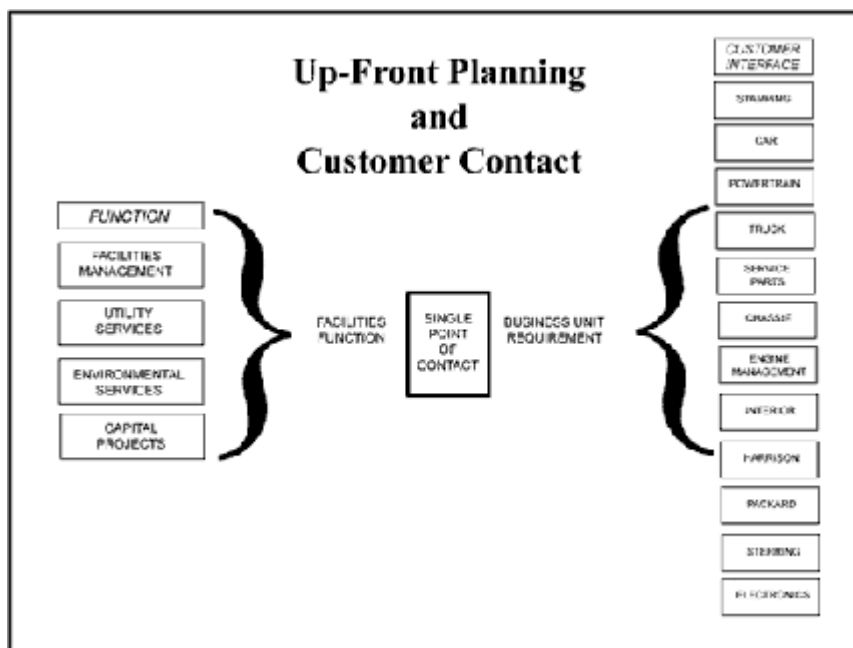 Up-Front Planning
and
Customer Contact
FUNCTION
FACILITIES
MANAGEMENT
UTILITY
SERVICES
ENVIRONMENTAL
SERVICES
CAPITAL
PROJECTS
FACILITIES
FUNCTION
SINGLE
POINT
OF
CONTACT
BUSINESS UNIT
REQUIREMENT
CUSTOMER
INTERFACE
STAMPING
CAR
POWERTRAIN
TRUCK
SERVICE
PARTS
CHASSIS
ENGINE
MANAGEMENT
INTERIOR
HARRISON
PACKARD
STEERING
ELECTRONICS